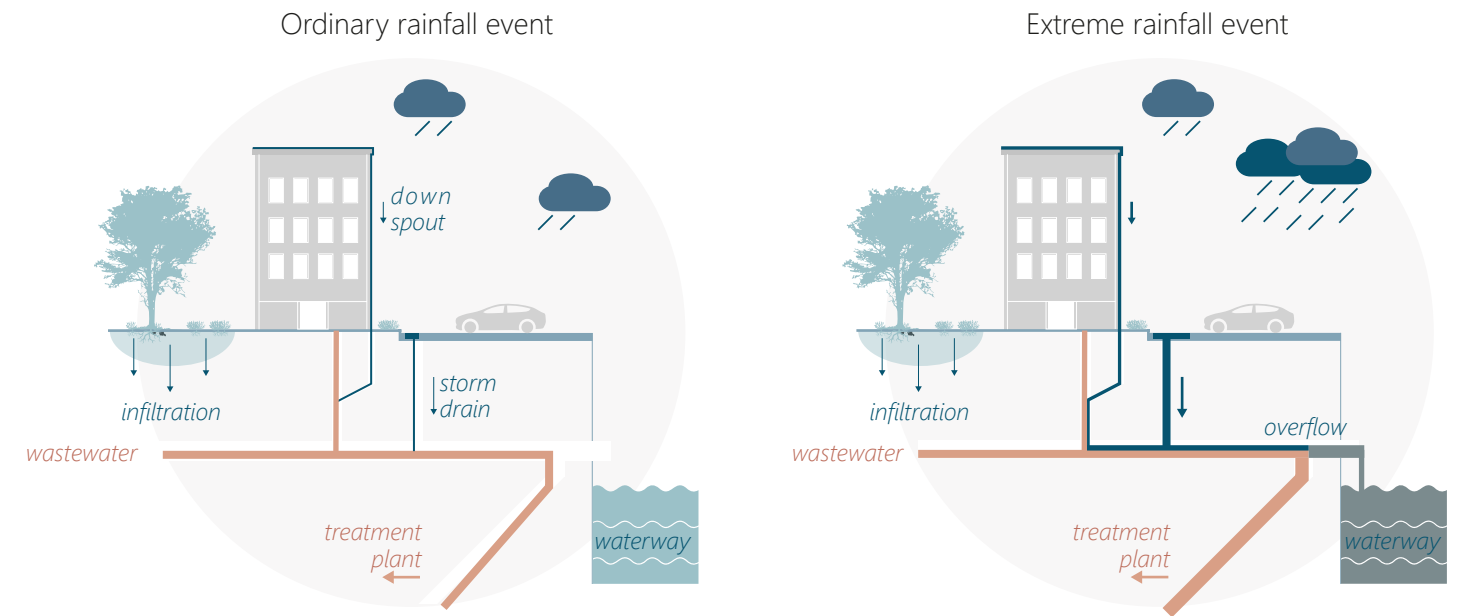 Ordinary rainfall event
down
spout
infiltration
storm
drain
wastewater
treatment
plant
waterway
Extreme rainfall event
infiltration
overflow
wastewater
treatment
plant
waterway